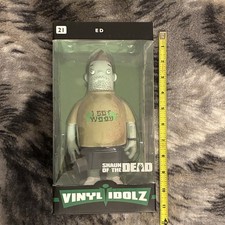 21
ED
I GOT
WOOD
SHAUN
OF THE DEAD
VINYL IDOLZ